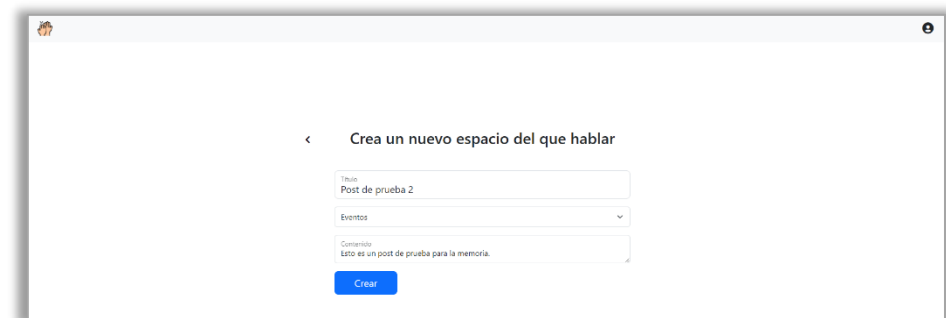 Crea un nuevo espacio del que hablar
Título
Post de prueba 2
Eventos
Contenido
Esto es un post de prueba para la memoria.
Crear